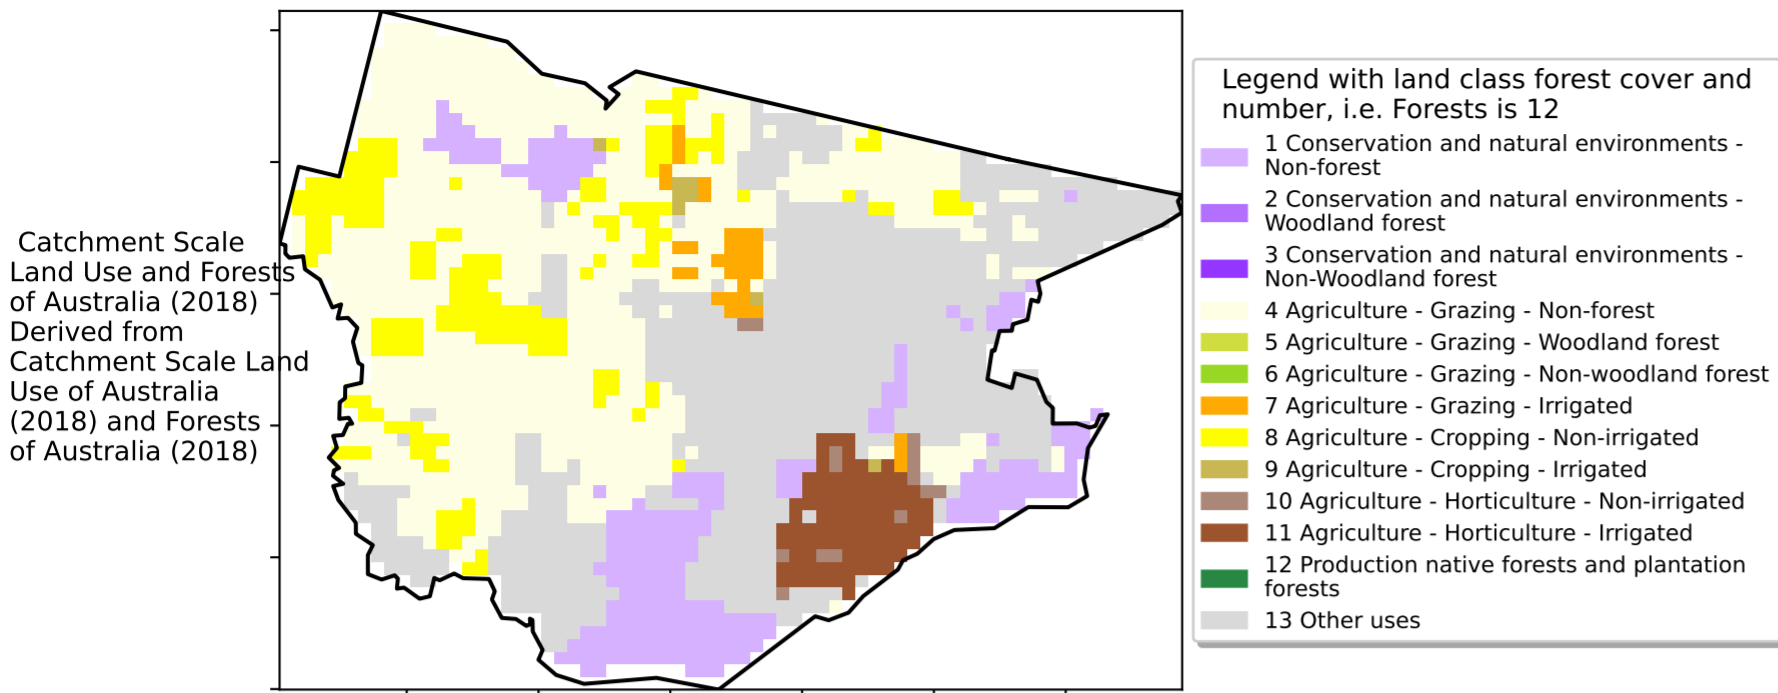 Catchment Scale
Land Use and Forests
of Australia (2018)
Derived from
Catchment Scale Land
Use of Australia
(2018) and Forests
of Australia (2018)
Legend with land class forest cover and
number, i.e. Forests is 12
1 Conservation and natural environments -
Non-forest
2 Conservation and natural environments -
Woodland forest
3 Conservation and natural environments -
Non-Woodland forest
4 Agriculture - Grazing - Non-forest
5 Agriculture - Grazing - Woodland forest
6 Agriculture - Grazing - Non-woodland forest
7 Agriculture - Grazing - Irrigated
8 Agriculture - Cropping - Non-irrigated
9 Agriculture - Cropping - Irrigated
10 Agriculture - Horticulture - Non-irrigated
11 Agriculture - Horticulture - Irrigated
12 Production native forests and plantation
forests
13 Other uses